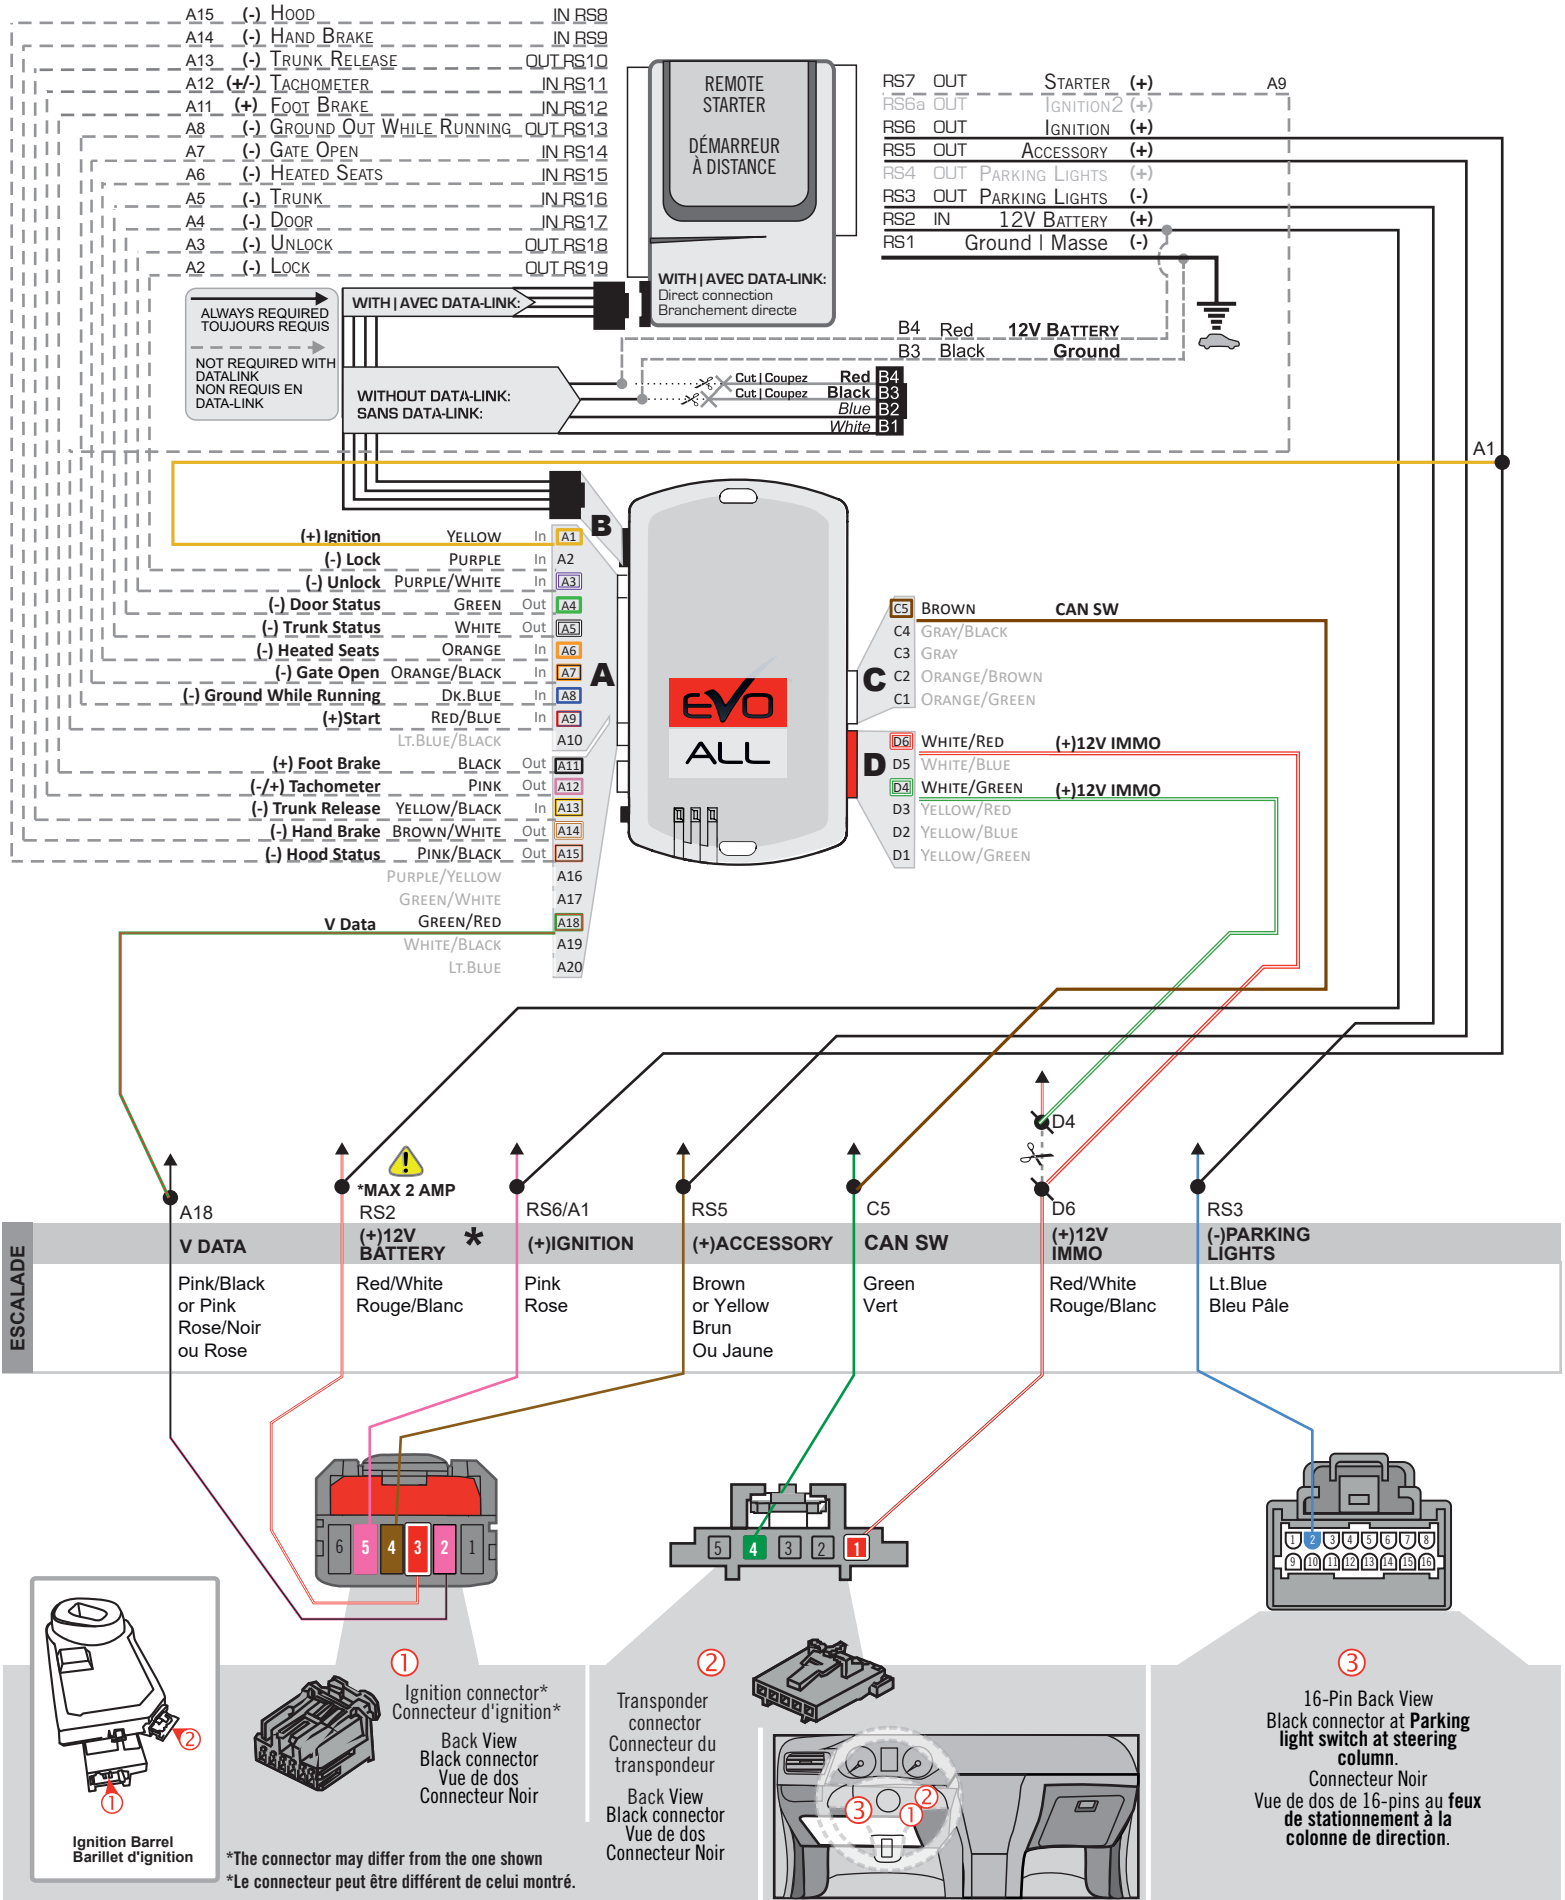 A15 (-) HOOD IN RS8
A14 (-) HAND BRAKE IN RS9
A13 (-) TRUNK RELEASE OUT RS10
A12 (+/-) TACHOMETER IN RS11
A11 (+) FOOT BRAKE IN RS12
A8 (-) GROUND OUT WHILE RUNNING OUT RS13
A7 (-) GATE OPEN IN RS14
A6 (-) HEATED SEATS IN RS15
A5 (-) TRUNK IN RS16
A4 (-) DOOR IN RS17
A3 (-) UNLOCK OUT RS18
A2 (-) LOCK OUT RS19
REMOTE
STARTER
DÉMARREUR
À DISTANCE
WITH | AVEC DATA-LINK:
Direct connection
Branchement directe
RS7 OUT STARTER (+) A9
RS6a OUT IGNITION2 (+)
RS6 OUT IGNITION (+)
RS5 OUT ACCESSORY (+)
RS4 OUT PARKING LIGHTS (+)
RS3 OUT PARKING LIGHTS (-)
RS2 IN 12V BATTERY (+)
RS1 Ground | Masse (-)
ALWAYS REQUIRED
TOUJOURS REQUIS
NOT REQUIRED WITH
DATALINK
NON REQUIS EN
DATA-LINK
WITH | AVEC DATA-LINK:
WITHOUT DATA-LINK:
SANS DATA-LINK:
B4 Red 12V BATTERY
B3 Black Ground
Cut | Coupez Red B4
Cut | Coupez Black B3
Blue B2
White B1
A1
B
(+) Ignition YELLOW In A1
(-) Lock PURPLE In A2
(-) Unlock PURPLE/WHITE In A3
(-) Door Status GREEN Out A4
(-) Trunk Status WHITE Out A5
(-) Heated Seats ORANGE In A6
(-) Gate Open ORANGE/BLACK In A7
(-) Ground While Running DK.BLUE In A8
(+)Start RED/BLUE In A9
LT.BLUE/BLACK A10
(+) Foot Brake BLACK Out A11
(-/+) Tachometer PINK Out A12
(-) Trunk Release YELLOW/BLACK In A13
(-) Hand Brake BROWN/WHITE Out A14
(-) Hood Status PINK/BLACK Out A15
PURPLE/YELLOW A16
GREEN/WHITE A17
V Data GREEN/RED A18
WHITE/BLACK A19
LT.BLUE A20
A
EVO
ALL
C
C5 BROWN CAN SW
C4 GRAY/BLACK
C3 GRAY
C2 ORANGE/BROWN
C1 ORANGE/GREEN
D
D6 WHITE/RED (+)12V IMMO
D5 WHITE/BLUE
D4 WHITE/GREEN (+)12V IMMO
D3 YELLOW/RED
D2 YELLOW/BLUE
D1 YELLOW/GREEN
D4
*MAX 2 AMP
A18 RS2 RS6/A1 RS5 C5 D6 RS3
ESCALADE
V DATA
(+)12V
BATTERY *
(+)IGNITION
(+)ACCESSORY
CAN SW
(+)12V
IMMO
(-)PARKING
LIGHTS
Pink/Black
or Pink
Rose/Noir
ou Rose
Red/White
Rouge/Blanc
Pink
Rose
Brown
or Yellow
Brun
Ou Jaune
Green
Vert
Red/White
Rouge/Blanc
Lt.Blue
Bleu Pâle
6 5 4 3 2 1
5 4 3 2 1
1 2 3 4 5 6 7 8
9 10 11 12 13 14 15 16
2
1
Ignition Barrel
Barillet d'ignition
1
Ignition connector*
Connecteur d'ignition*
Back View
Black connector
Vue de dos
Connecteur Noir
*The connector may differ from the one shown
*Le connecteur peut être différent de celui montré.
2
Transponder
connector
Connecteur du
transpondeur
Back View
Black connector
Vue de dos
Connecteur Noir
3 1 2
3
16-Pin Back View
Black connector at Parking
light switch at steering
column.
Connecteur Noir
Vue de dos de 16-pins au feux
de stationnement à la
colonne de direction.